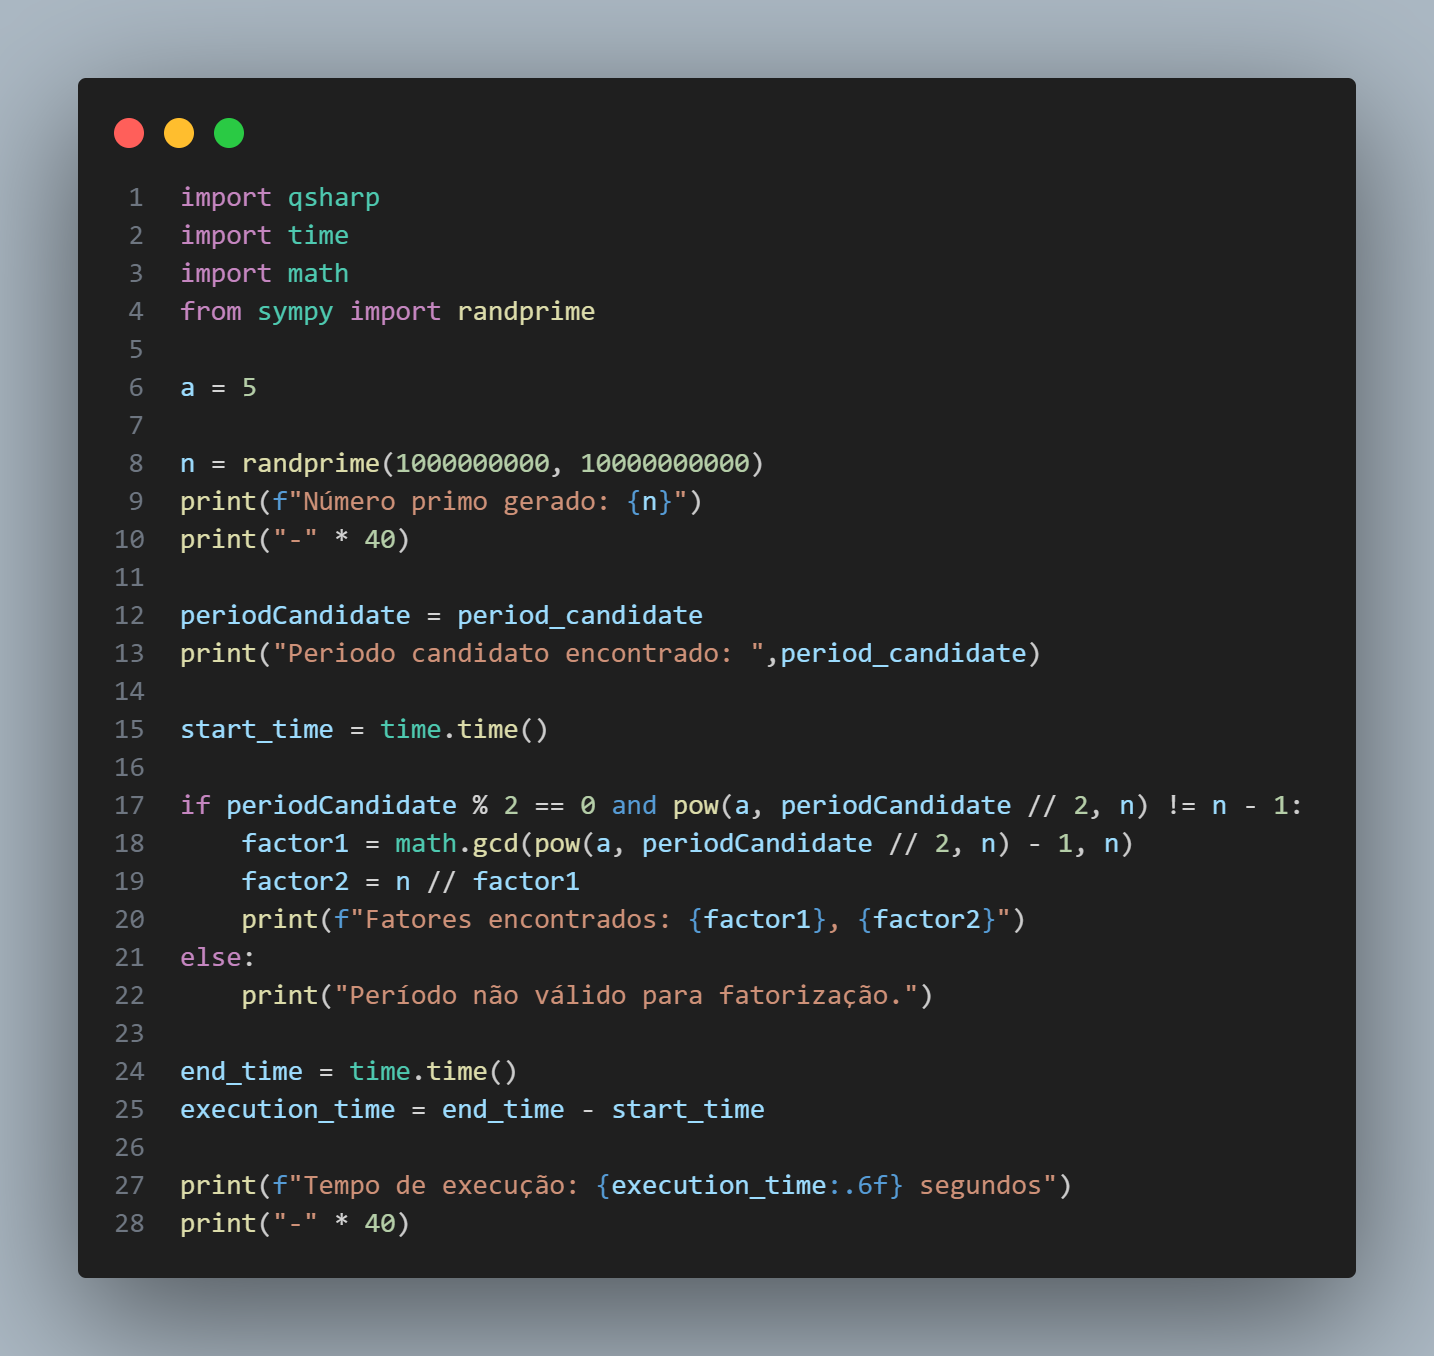 1 import qsharp
2 import time
3 import math
4 from sympy import randprime
5
6 a = 5
7
8 n = randprime(1000000000, 10000000000)
9 print(f"Número primo gerado: {n}")
10 print("-" * 40)
11
12 periodCandidate = period_candidate
13 print("Periodo candidato encontrado: ",period_candidate)
14
15 start_time = time.time()
16
17 if periodCandidate % 2 == 0 and pow(a, periodCandidate // 2, n) != n - 1:
18     factor1 = math.gcd(pow(a, periodCandidate // 2, n) - 1, n)
19     factor2 = n // factor1
20     print(f"Fatores encontrados: {factor1}, {factor2}")
21 else:
22     print("Período não válido para fatorização.")
23
24 end_time = time.time()
25 execution_time = end_time - start_time
26
27 print(f"Tempo de execução: {execution_time:.6f} segundos")
28 print("-" * 40)